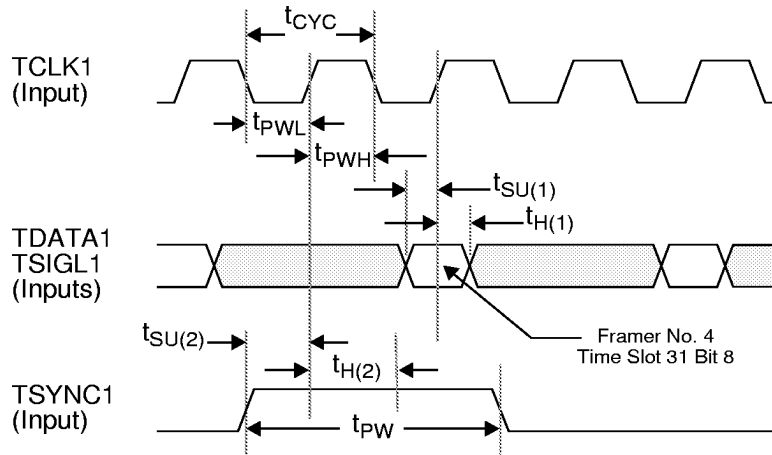 tCYC
TCLK1
(Input)
tPWL
tPWH
tSU(1)
tH(1)
TDATA1
TSIGL1
(Inputs)
tSU(2)
Framer No. 4
Time Slot 31 Bit 8
tH(2)
TSYNC1
(Input)
tPW